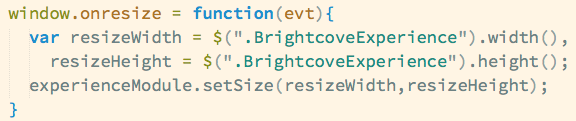 window.onresize = function(evt){
  var resizeWidth = $(".BrightcoveExperience").width(),
    resizeHeight = $(".BrightcoveExperience").height();
  experienceModule.setSize(resizeWidth,resizeHeight);
}